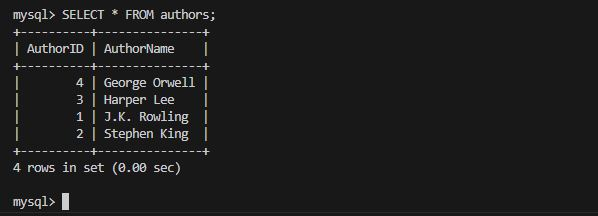 mysql> SELECT * FROM authors;
+----------+---------------+
| AuthorID | AuthorName    |
+----------+---------------+
|        4 | George Orwell |
|        3 | Harper Lee    |
|        1 | J.K. Rowling  |
|        2 | Stephen King  |
+----------+---------------+
4 rows in set (0.00 sec)
mysql>